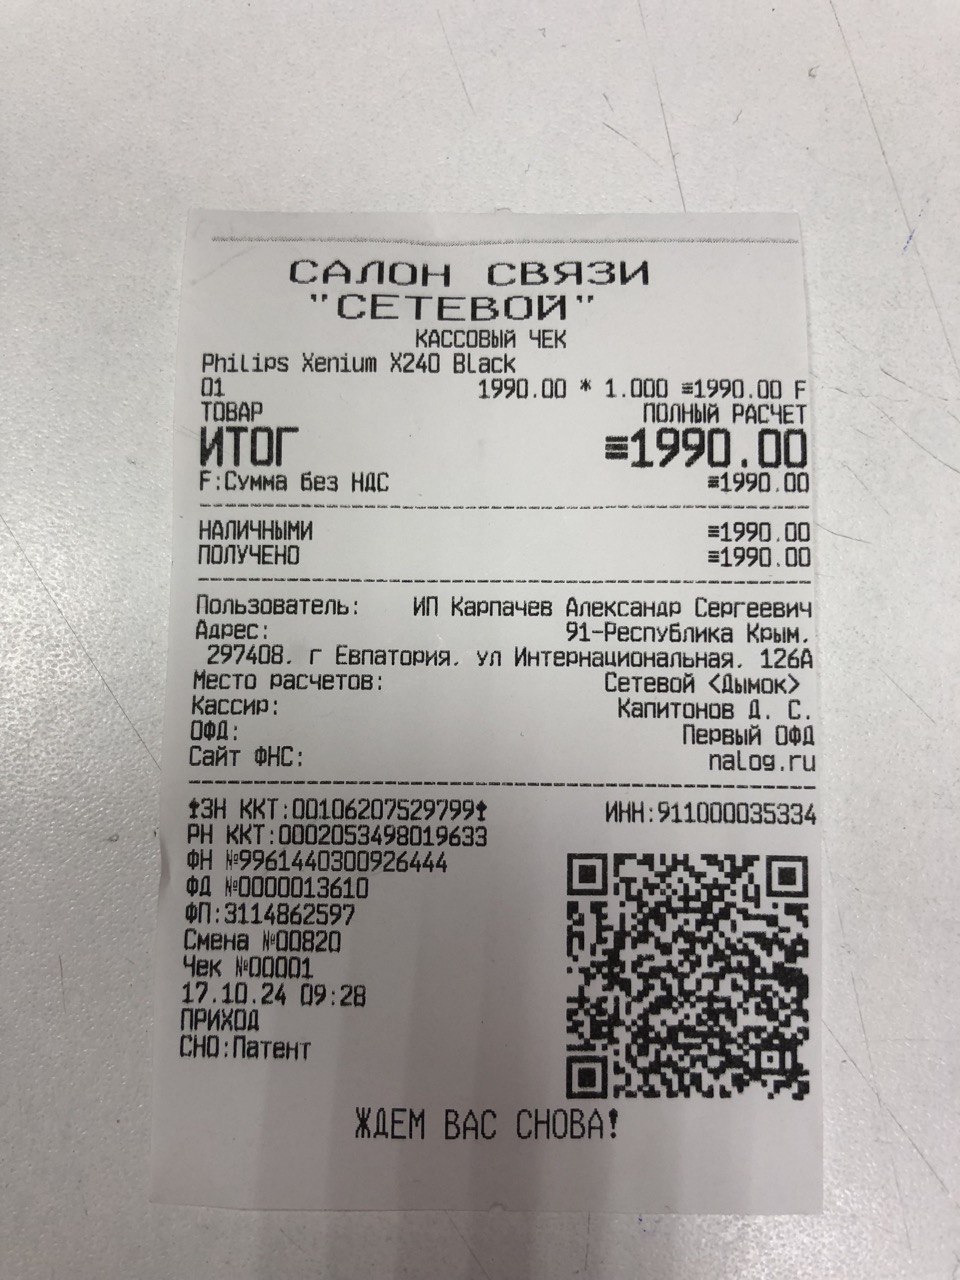 САЛОН СВЯЗИ
"СЕТЕВОЙ"
КАССОВЫЙ ЧЕК
Philips Xenium X240 Black
01 1990.00 * 1.000 ≡1990.00 F
ТОВАР ПОЛНЫЙ РАСЧЕТ
ИТОГ ≡1990.00
F:Сумма без НДС ≡1990.00
НАЛИЧНЫМИ ≡1990.00
ПОЛУЧЕНО ≡1990.00
Пользователь: ИП Карпачев Александр Сергеевич
Адрес: 91-Республика Крым,
297408, г Евпатория, ул Интернациональная, 126А
Место расчетов: Сетевой <Дымок>
Кассир: Капитонов Д. С.
ОФД: Первый ОФД
Сайт ФНС: nalog.ru
ЗН ККТ:00106207529799 ИНН:911000035334
РН ККТ:0002053498019633
ФН №9961440300926444
ФД №0000013610
ФП:3114862597
Смена №00820
Чек №00001
17.10.24 09:28
ПРИХОД
СНО:Патент
ЖДЕМ ВАС СНОВА!